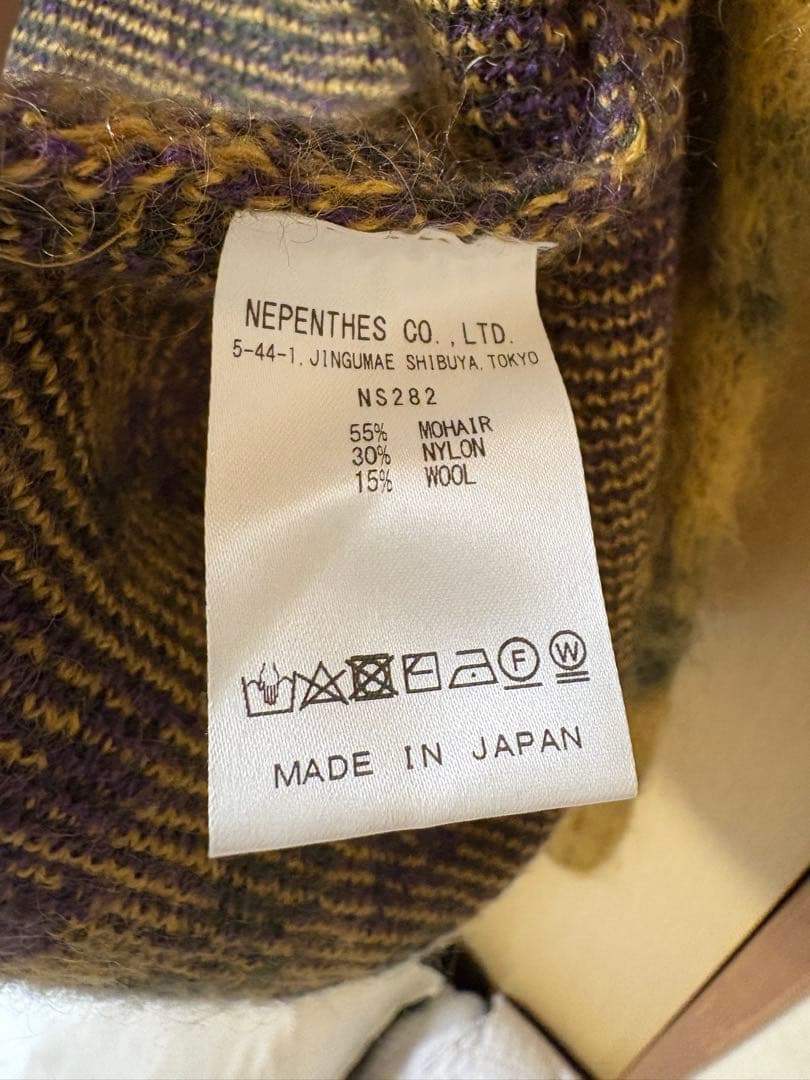 NEPENTHES CO.,LTD.
5-44-1, JINGUMAE SHIBUYA, TOKYO
NS282
55% MOHAIR
30% NYLON
15% WOOL
F W
MADE IN JAPAN